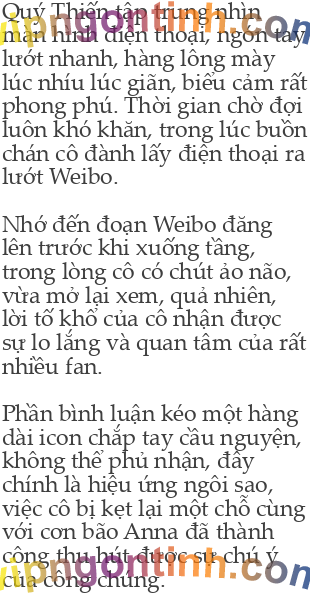 Quý Thiến tập trung nhìn
màn hình điện thoại, ngón tay
lướt nhanh, hàng lông mày
lúc nhíu lúc giãn, biểu cảm rất
phong phú. Thời gian chờ đợi
luôn khó khăn, trong lúc buồn
chán cô đành lấy điện thoại ra
lướt Weibo.
Nhớ đến đoạn Weibo đăng
lên trước khi xuống tầng,
trong lòng cô có chút ảo não,
vừa mở lại xem, quả nhiên,
lời tố khổ của cô nhận được
sự lo lắng và quan tâm của rất
nhiều fan.
Phần bình luận kéo một hàng
dài icon chắp tay cầu nguyện,
không thể phủ nhận, đây
chính là hiệu ứng ngôi sao,
việc cô bị kẹt lại một chỗ cùng
với cơn bão Anna đã thành
công thu hút được sự chú ý
của công chúng.
vipngontinh.com
vipngontinh.com